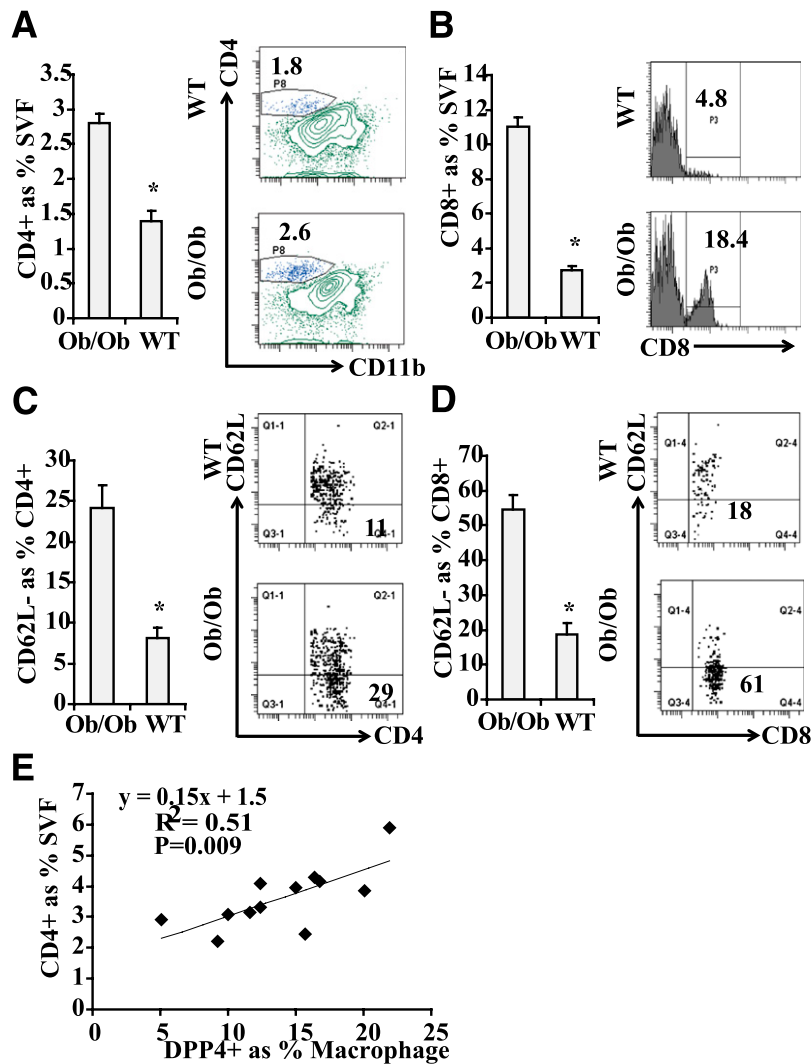 A
CD4+ as % SVF
3.5
3
2.5
2
1.5
1
0.5
0
*
Ob/Ob WT
WT
Ob/Ob
CD4
1.8
P8
2.6
P8
CD11b
B
CD8+ as % SVF
14
12
10
8
6
4
2
0
*
Ob/Ob WT
WT
Ob/Ob
4.8
P3
18.4
P3
CD8
C
CD62L- as % CD4+
30
25
20
15
10
5
0
*
Ob/Ob WT
WT
Ob/Ob
CD62L
Q1-1 Q2-1
Q3-1 Q4-1
11
Q1-1 Q2-1
Q3-1 Q4-1
29
CD4
D
CD62L- as % CD8+
70
60
50
40
30
20
10
0
*
Ob/Ob WT
WT
Ob/Ob
CD62L
Q1-4 Q2-4
18
Q3-4 Q4-4
Q1-4 Q2-4
61
Q3-4 Q4-4
CD8
E
CD4+ as % SVF
7
6
5
4
3
2
1
0
y = 0.15x + 1.5
R² = 0.51
P=0.009
0 5 10 15 20 25
DPP4+ as % Macrophage